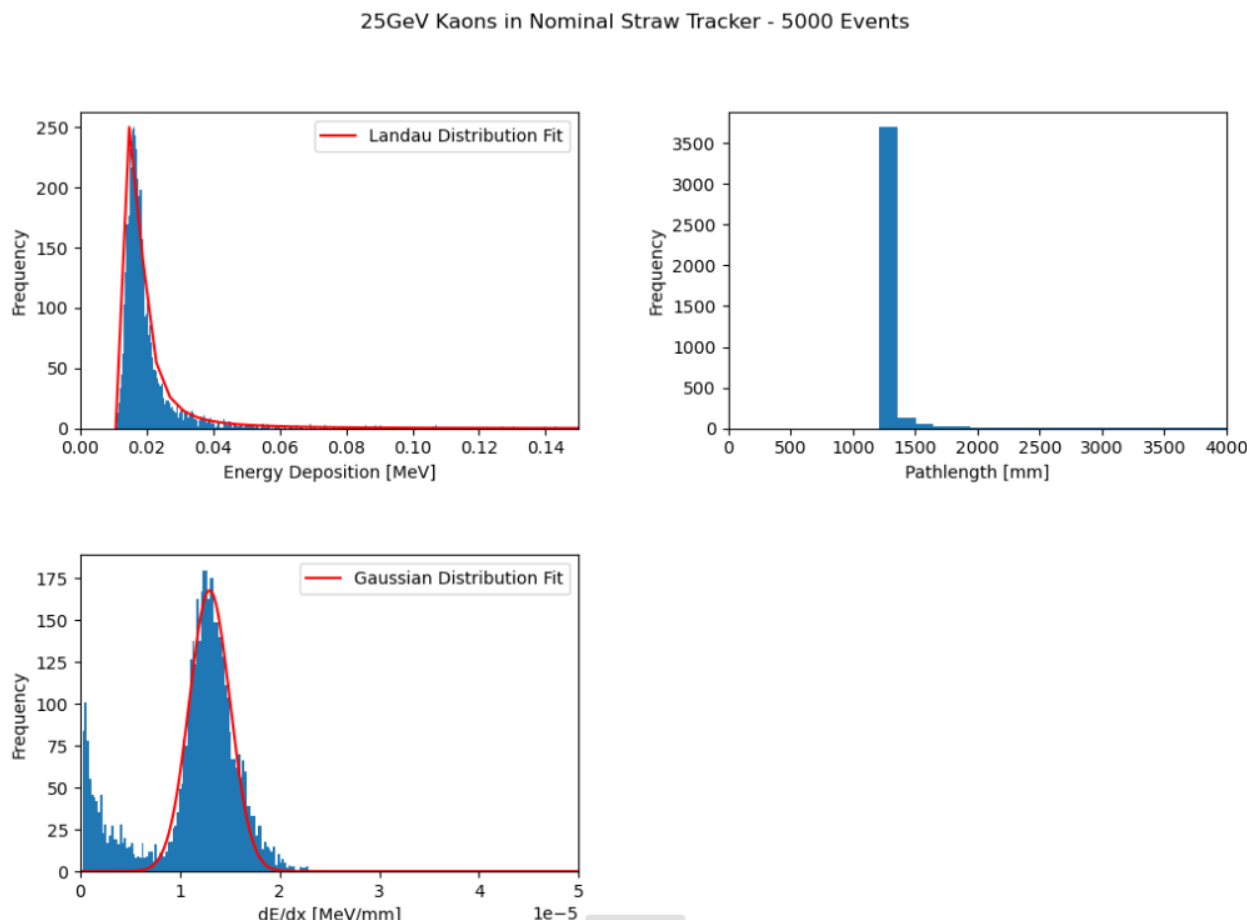 25GeV Kaons in Nominal Straw Tracker - 5000 Events
250
200
150
100
50
0
Frequency
Landau Distribution Fit
0.00 0.02 0.04 0.06 0.08 0.10 0.12 0.14
Energy Deposition [MeV]
3500
3000
2500
2000
1500
1000
500
0
Frequency
0 500 1000 1500 2000 2500 3000 3500 4000
Pathlength [mm]
175
150
125
100
75
50
25
0
Frequency
Gaussian Distribution Fit
0 1 2 3 4 5
dE/dx [MeV/mm]
1e−5